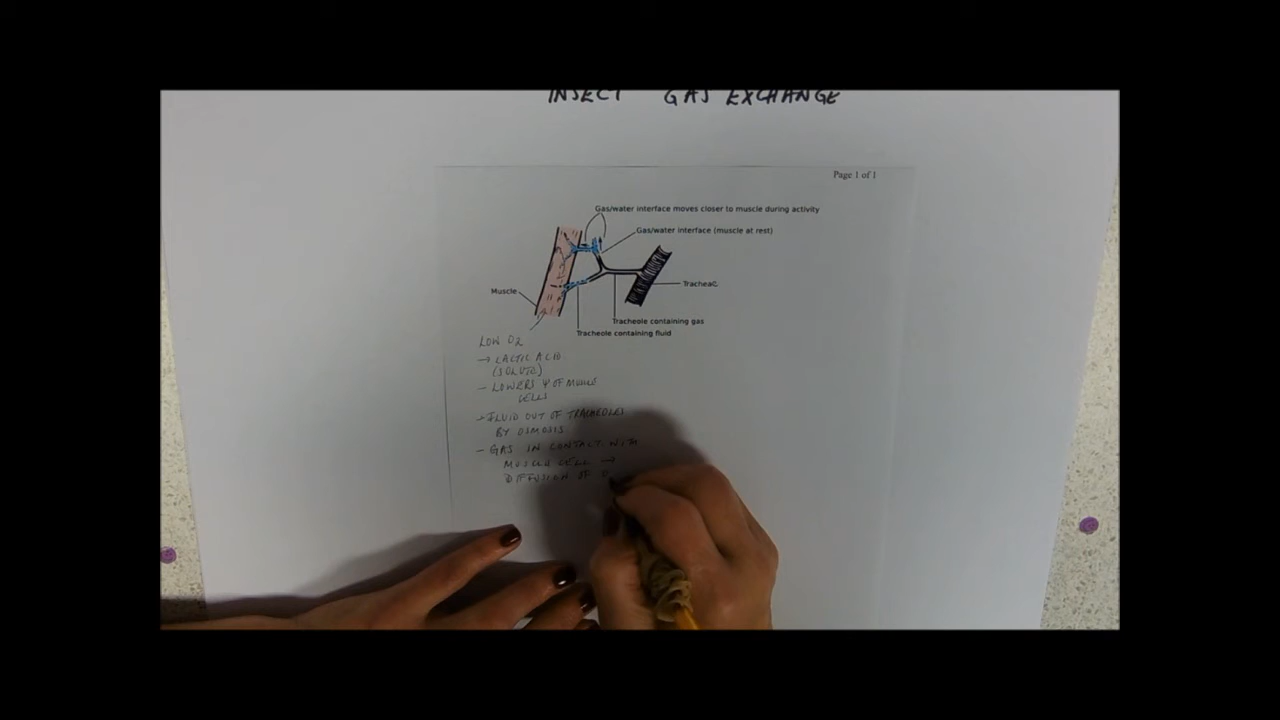 INSECT GAS EXCHANGE
Page 1 of 1
Gas/water interface moves closer to muscle during activity
Gas/water interface (muscle at rest)
Muscle
Tracheae
Tracheole containing gas
Tracheole containing fluid
LOW O2
→ LACTIC ACID
(SOLUTE)
- LOWERS Ψ OF MUSCLE
CELLS
→ FLUID OUT OF TRACHEOLES
BY OSMOSIS
- GAS IN CONTACT WITH
MUSCLE CELL →
DIFFUSION OF